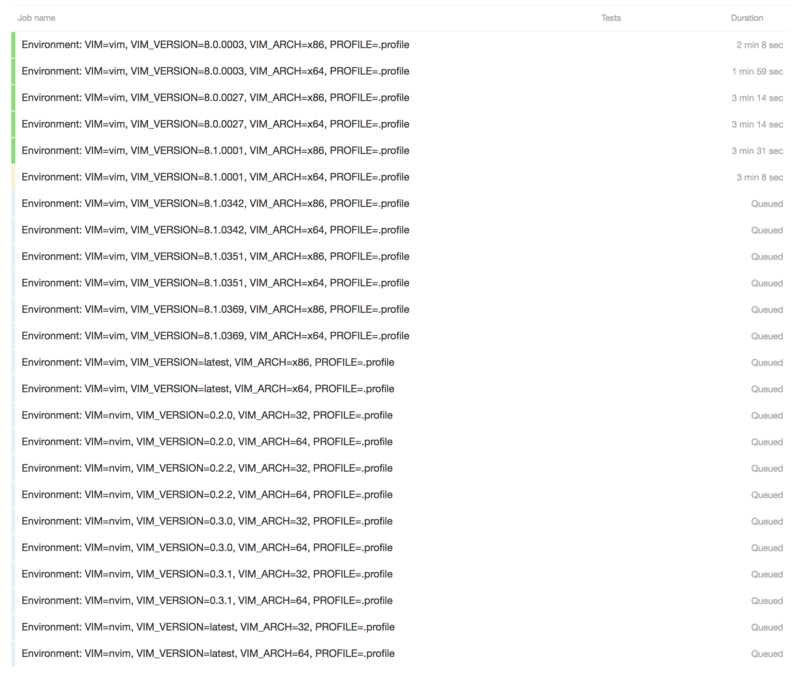 Job name Tests Duration
Environment: VIM=vim, VIM_VERSION=8.0.0003, VIM_ARCH=x86, PROFILE=.profile 2 min 8 sec
Environment: VIM=vim, VIM_VERSION=8.0.0003, VIM_ARCH=x64, PROFILE=.profile 1 min 59 sec
Environment: VIM=vim, VIM_VERSION=8.0.0027, VIM_ARCH=x86, PROFILE=.profile 3 min 14 sec
Environment: VIM=vim, VIM_VERSION=8.0.0027, VIM_ARCH=x64, PROFILE=.profile 3 min 14 sec
Environment: VIM=vim, VIM_VERSION=8.1.0001, VIM_ARCH=x86, PROFILE=.profile 3 min 31 sec
Environment: VIM=vim, VIM_VERSION=8.1.0001, VIM_ARCH=x64, PROFILE=.profile 3 min 8 sec
Environment: VIM=vim, VIM_VERSION=8.1.0342, VIM_ARCH=x86, PROFILE=.profile Queued
Environment: VIM=vim, VIM_VERSION=8.1.0342, VIM_ARCH=x64, PROFILE=.profile Queued
Environment: VIM=vim, VIM_VERSION=8.1.0351, VIM_ARCH=x86, PROFILE=.profile Queued
Environment: VIM=vim, VIM_VERSION=8.1.0351, VIM_ARCH=x64, PROFILE=.profile Queued
Environment: VIM=vim, VIM_VERSION=8.1.0369, VIM_ARCH=x86, PROFILE=.profile Queued
Environment: VIM=vim, VIM_VERSION=8.1.0369, VIM_ARCH=x64, PROFILE=.profile Queued
Environment: VIM=vim, VIM_VERSION=latest, VIM_ARCH=x86, PROFILE=.profile Queued
Environment: VIM=vim, VIM_VERSION=latest, VIM_ARCH=x64, PROFILE=.profile Queued
Environment: VIM=nvim, VIM_VERSION=0.2.0, VIM_ARCH=32, PROFILE=.profile Queued
Environment: VIM=nvim, VIM_VERSION=0.2.0, VIM_ARCH=64, PROFILE=.profile Queued
Environment: VIM=nvim, VIM_VERSION=0.2.2, VIM_ARCH=32, PROFILE=.profile Queued
Environment: VIM=nvim, VIM_VERSION=0.2.2, VIM_ARCH=64, PROFILE=.profile Queued
Environment: VIM=nvim, VIM_VERSION=0.3.0, VIM_ARCH=32, PROFILE=.profile Queued
Environment: VIM=nvim, VIM_VERSION=0.3.0, VIM_ARCH=64, PROFILE=.profile Queued
Environment: VIM=nvim, VIM_VERSION=0.3.1, VIM_ARCH=32, PROFILE=.profile Queued
Environment: VIM=nvim, VIM_VERSION=0.3.1, VIM_ARCH=64, PROFILE=.profile Queued
Environment: VIM=nvim, VIM_VERSION=latest, VIM_ARCH=32, PROFILE=.profile Queued
Environment: VIM=nvim, VIM_VERSION=latest, VIM_ARCH=64, PROFILE=.profile Queued